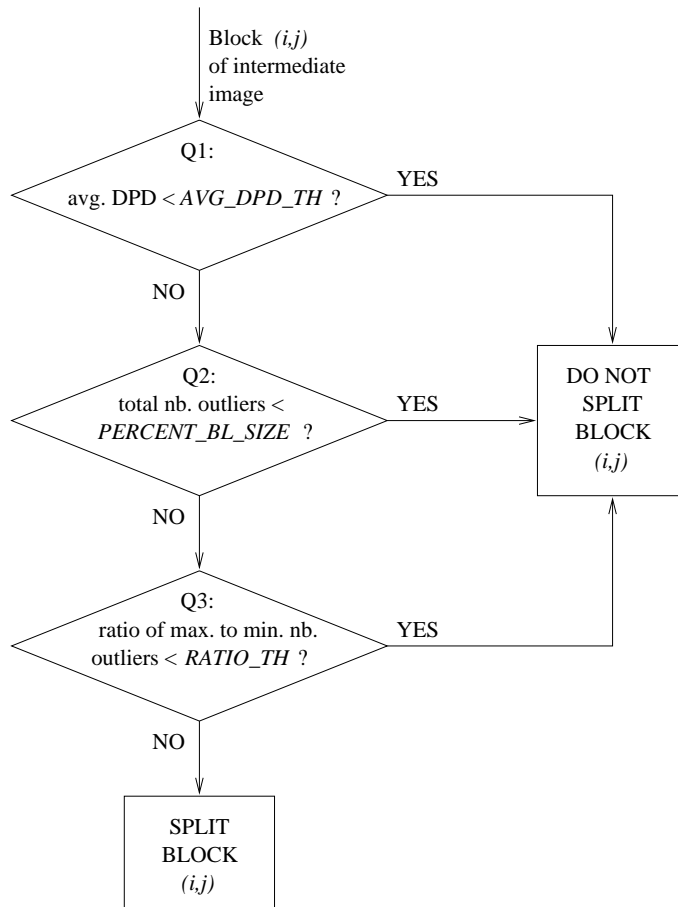 Block (i,j)
of intermediate
image
Q1:
avg. DPD < AVG_DPD_TH ?
YES
NO
Q2:
total nb. outliers <
PERCENT_BL_SIZE ?
YES
DO NOT
SPLIT
BLOCK
(i,j)
NO
Q3:
ratio of max. to min. nb.
outliers < RATIO_TH ?
YES
NO
SPLIT
BLOCK
(i,j)